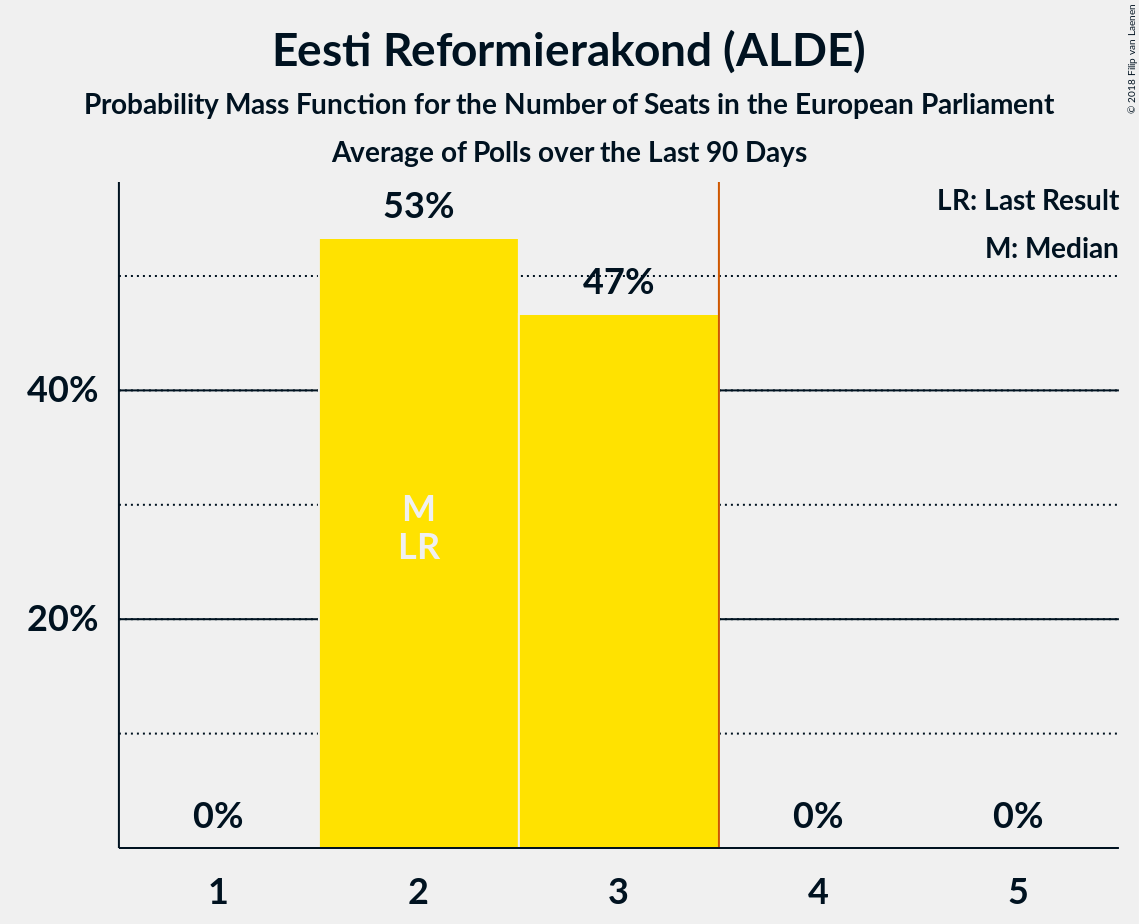 Eesti Reformierakond (ALDE)
Probability Mass Function for the Number of Seats in the European Parliament
Average of Polls over the Last 90 Days
© 2018 Filip van Laenen
LR: Last Result
M: Median
53%
47%
40%
20%
M
LR
0%
0%
0%
1
2
3
4
5